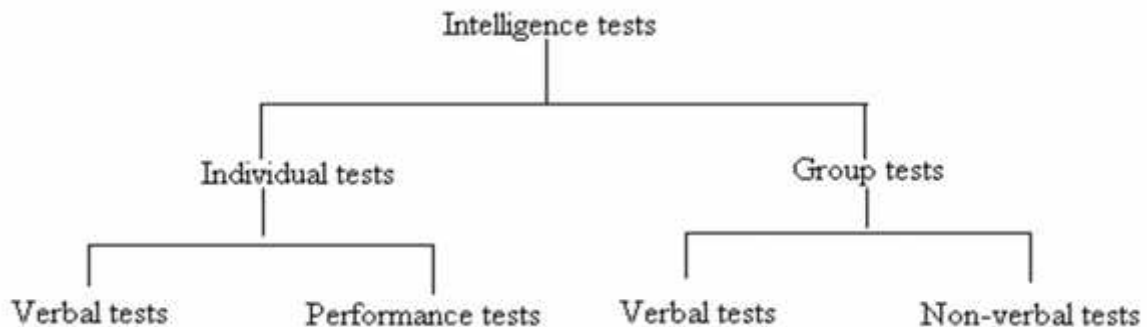 Intelligence tests
Individual tests
Group tests
Verbal tests
Performance tests
Verbal tests
Non-verbal tests